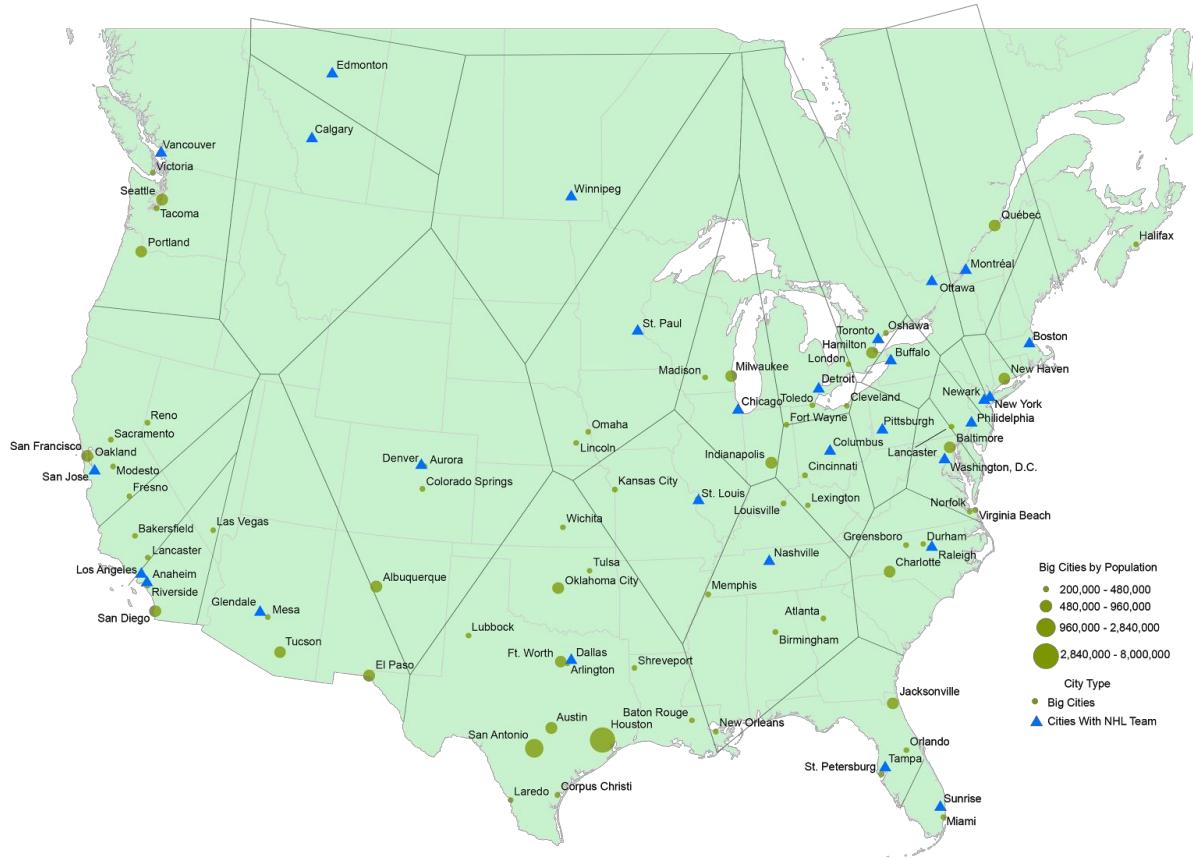 Edmonton
Calgary
Vancouver
Victoria
Winnipeg
Seattle
Tacoma
Québec
Halifax
Portland
Montréal
Ottawa
St. Paul
Toronto
Oshawa
Hamilton
Boston
London
Buffalo
Madison
Milwaukee
Detroit
New Haven
Chicago
Toledo
Cleveland
Newark
New York
Reno
Fort Wayne
Philidelphia
Omaha
Pittsburgh
Sacramento
Lincoln
Columbus
Baltimore
San Francisco
Oakland
Denver
Aurora
Indianapolis
Lancaster
Modesto
Cincinnati
Washington, D.C.
San Jose
Colorado Springs
Kansas City
Fresno
St. Louis
Lexington
Louisville
Norfolk
Virginia Beach
Las Vegas
Bakersfield
Wichita
Greensboro
Durham
Lancaster
Nashville
Raleigh
Los Angeles
Anaheim
Tulsa
Charlotte
Riverside
Albuquerque
Oklahoma City
Memphis
Glendale
Mesa
Atlanta
San Diego
Lubbock
Birmingham
Tucson
Ft. Worth
Dallas
Arlington
El Paso
Shreveport
Jacksonville
Austin
Baton Rouge
Houston
New Orleans
San Antonio
Orlando
Tampa
St. Petersburg
Laredo
Corpus Christi
Sunrise
Miami
Big Cities by Population
200,000 - 480,000
480,000 - 960,000
960,000 - 2,840,000
2,840,000 - 8,000,000
City Type
Big Cities
Cities With NHL Team